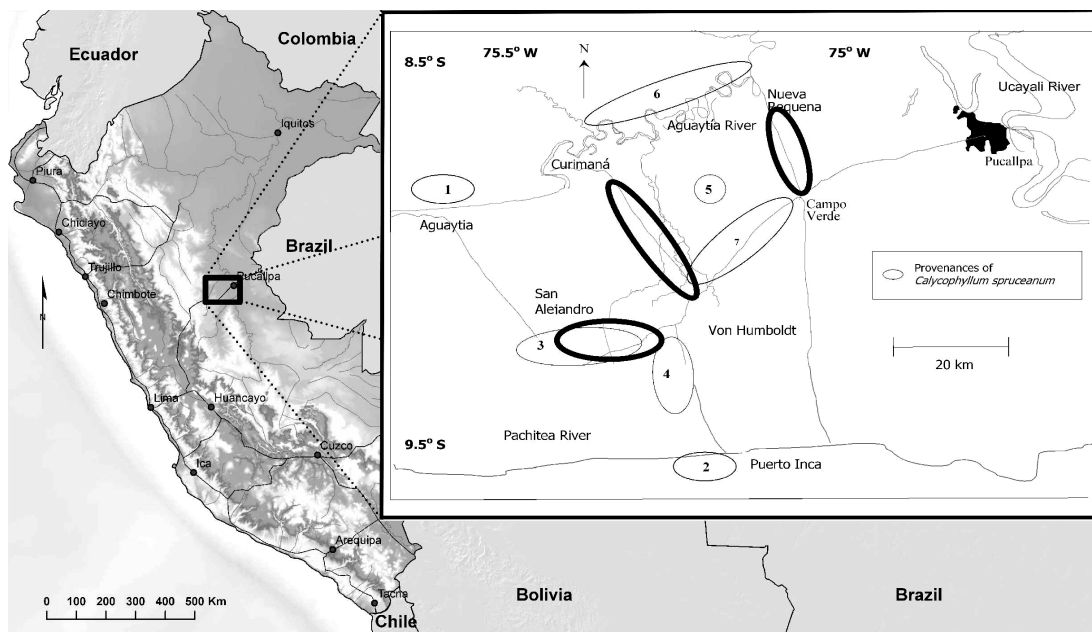 Ecuador
Colombia
Iquitos
Piura
Chiclayo
Trujillo
Chimbote
Brazil
Pucallpa
Lima
Huancayo
Cuzco
Ica
Arequipa
Tacna
Chile
Bolivia
Brazil
N
0 100 200 300 400 500 Km
75.5° W
75° W
8.5° S
N
6
Nueva
Requena
Ucayali River
Aguaytía River
Pucallpa
Curimaná
1
5
Campo
Verde
Aguaytia
7
Provenances of
Calycophyllum spruceanum
San
Alejandro
Von Humboldt
3
4
20 km
Pachitea River
9.5° S
2
Puerto Inca